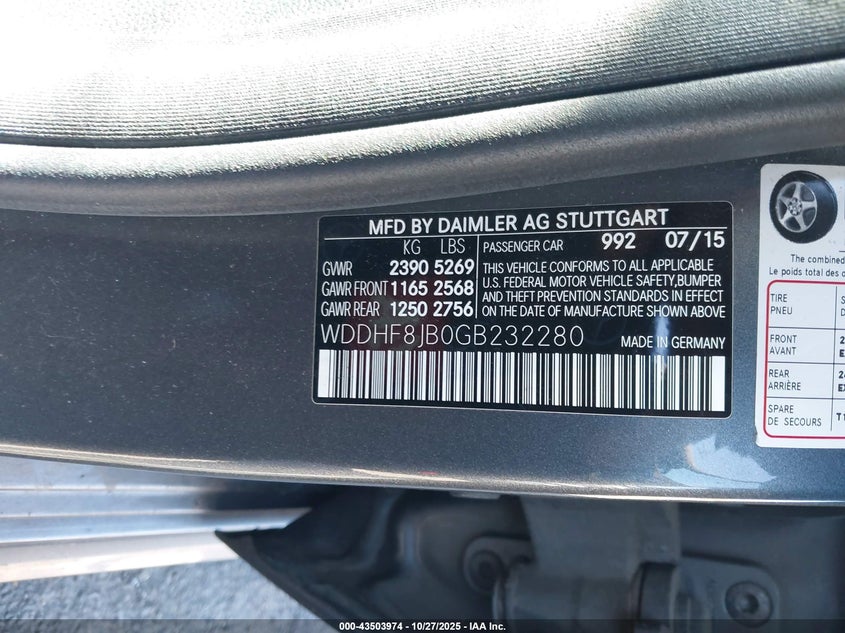 MFD BY DAIMLER AG STUTTGART
KG LBS
GVWR 2390 5269
GAWR FRONT 1165 2568
GAWR REAR 1250 2756
PASSENGER CAR 992 07/15
THIS VEHICLE CONFORMS TO ALL APPLICABLE
U.S. FEDERAL MOTOR VEHICLE SAFETY,BUMPER
AND THEFT PREVENTION STANDARDS IN EFFECT
ON THE DATE OF MANUFACTURE SHOWN ABOVE
WDDHF8JB0GB232280 MADE IN GERMANY
The combined
Le poids total des
TIRE
PNEU
FRONT
AVANT
REAR
ARRIÈRE
SPARE
DE SECOURS
000-43503974 - 10/27/2025 - IAA Inc.